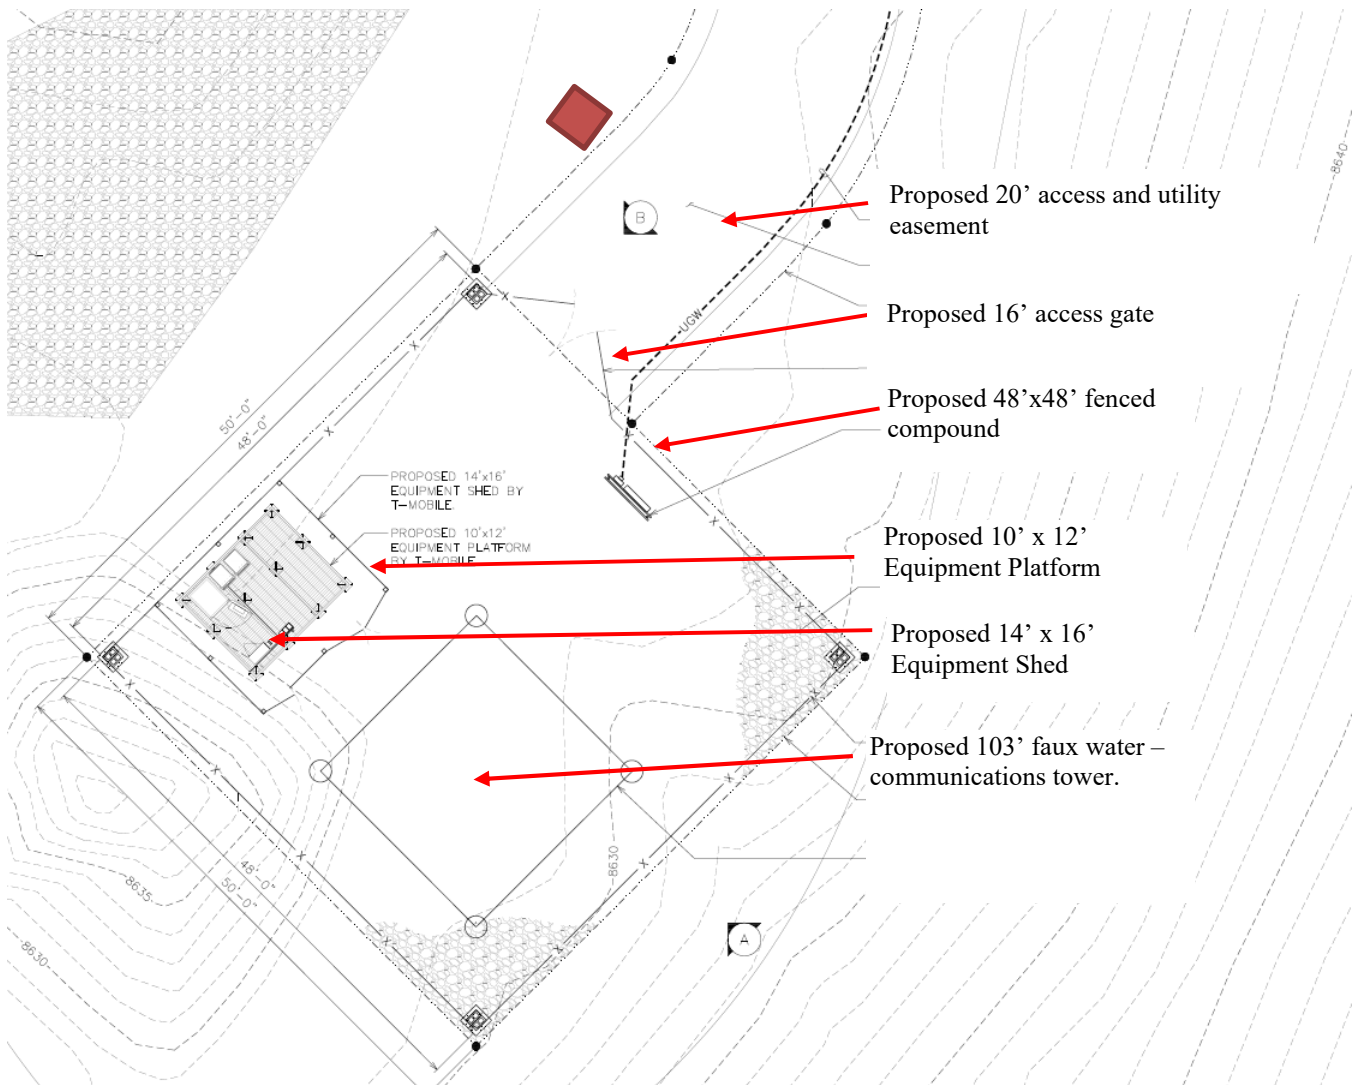 8640
Proposed 20’ access and utility
easement
B
UGW
Proposed 16’ access gate
X
X
X
50'-0"
48'-0"
Proposed 48’x48’ fenced
compound
X
PROPOSED 14'x16'
EQUIPMENT SHED BY
T-MOBILE.
X
PROPOSED 10'x12'
EQUIPMENT PLATFORM
BY T-MOBILE
Proposed 10’ x 12’
Equipment Platform
X
Proposed 14’ x 16’
Equipment Shed
X
X
Proposed 103’ faux water –
communications tower.
X
X
X
X
8630
48'-0"
50'-0"
8635
X
X
A
8630